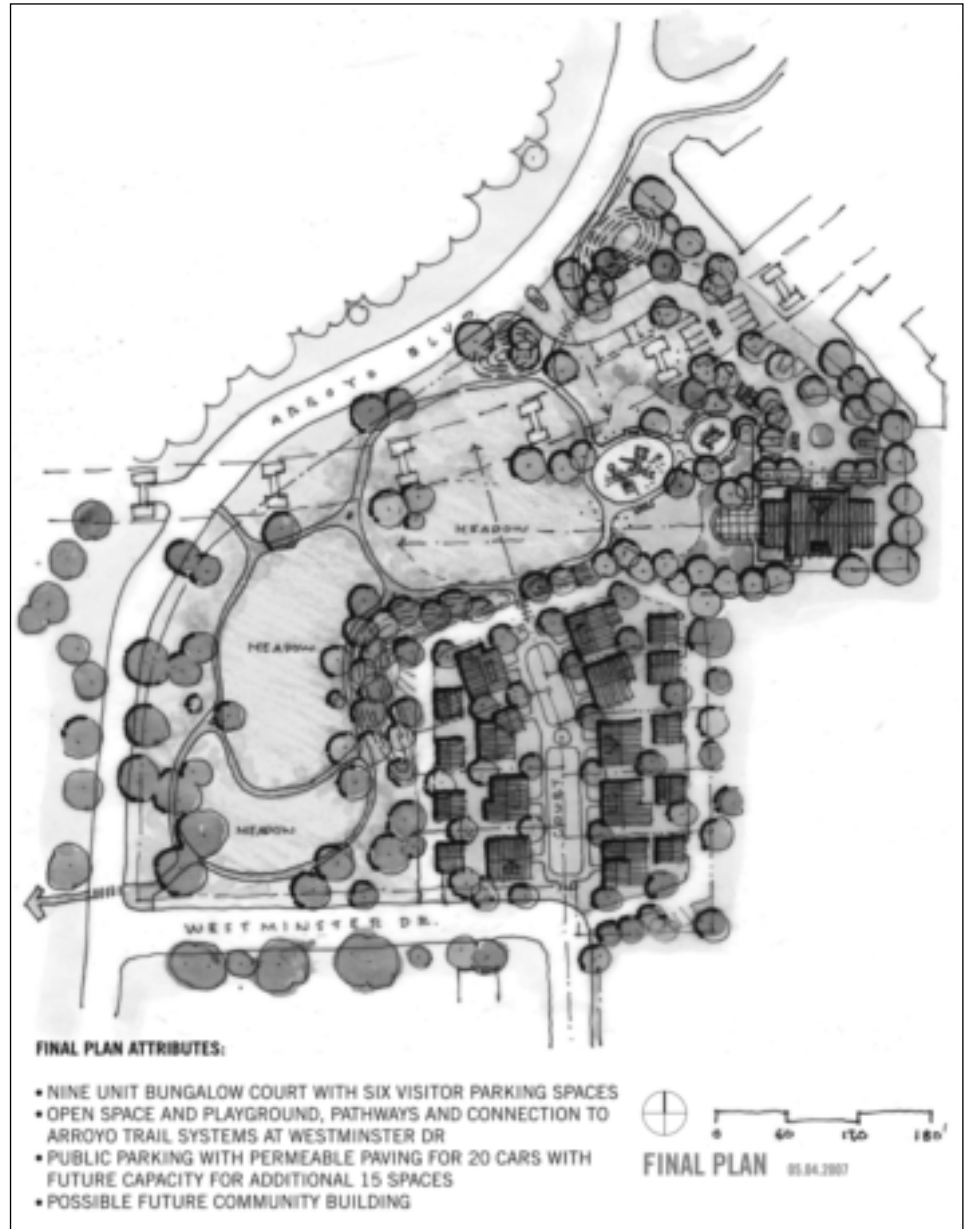 ARROYO BLVD.
MEADOW
MEADOW
MEADOW
COURT
WESTMINSTER DR.
FINAL PLAN ATTRIBUTES:
• NINE UNIT BUNGALOW COURT WITH SIX VISITOR PARKING SPACES
• OPEN SPACE AND PLAYGROUND, PATHWAYS AND CONNECTION TO
ARROYO TRAIL SYSTEMS AT WESTMINSTER DR
• PUBLIC PARKING WITH PERMEABLE PAVING FOR 20 CARS WITH
FUTURE CAPACITY FOR ADDITIONAL 15 SPACES
• POSSIBLE FUTURE COMMUNITY BUILDING
0 60 120 180'
FINAL PLAN 05.04.2007